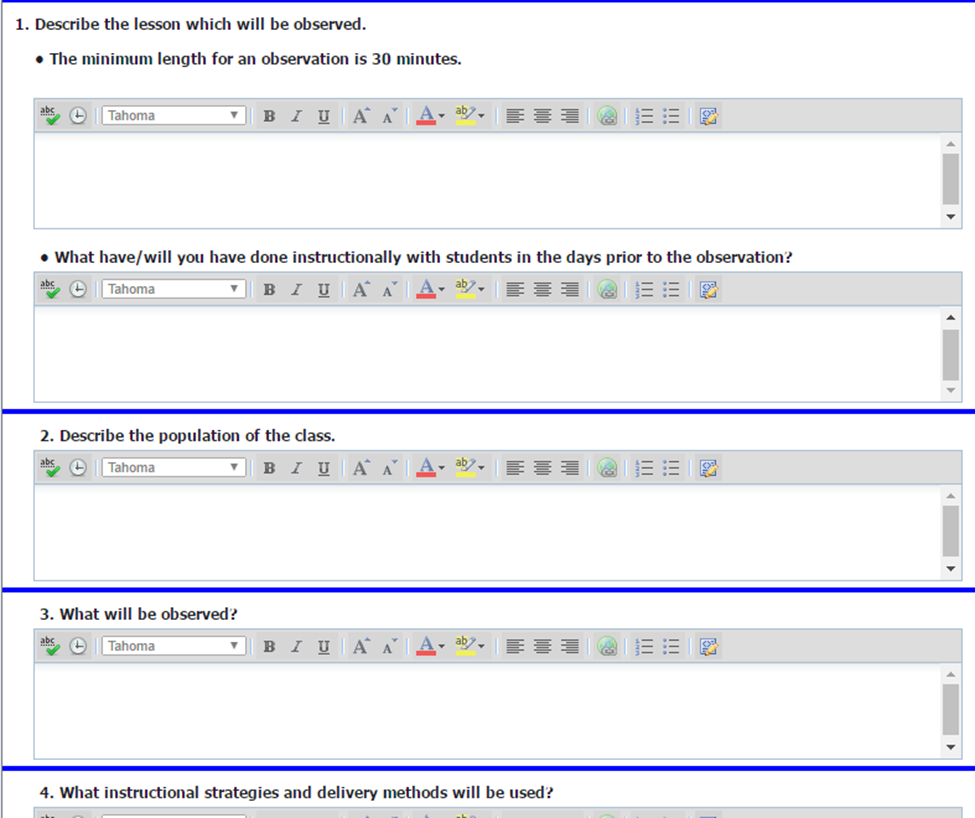 1. Describe the lesson which will be observed.
• The minimum length for an observation is 30 minutes.
abc Tahoma B I U A A A ab
• What have/will you have done instructionally with students in the days prior to the observation?
abc Tahoma B I U A A A ab
2. Describe the population of the class.
abc Tahoma B I U A A A ab
3. What will be observed?
abc Tahoma B I U A A A ab
4. What instructional strategies and delivery methods will be used?